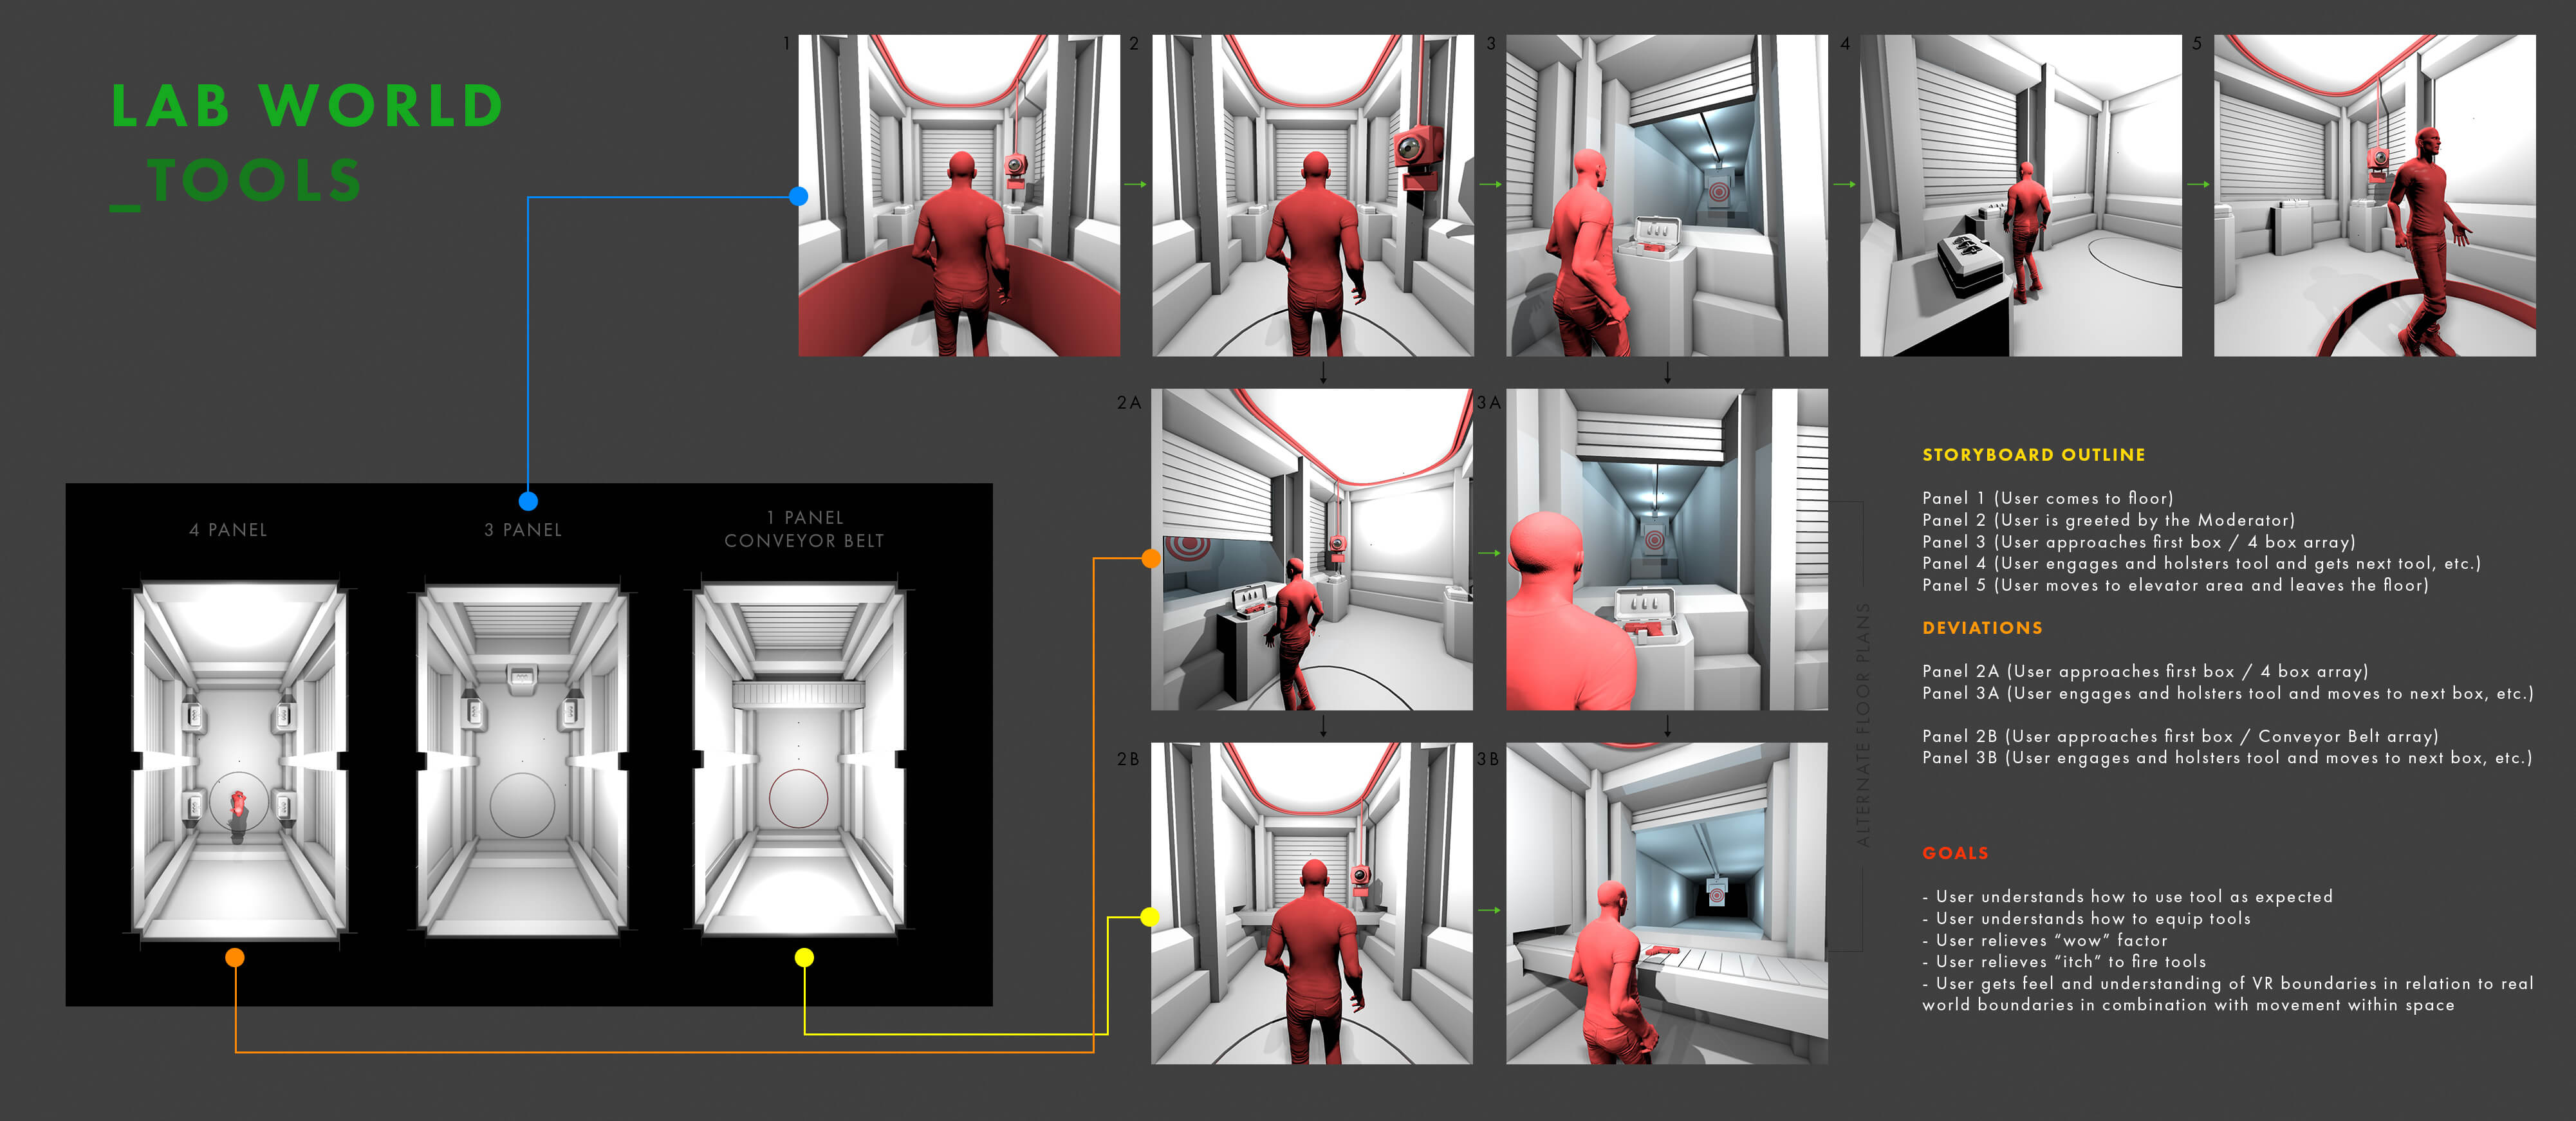 LAB WORLD
_TOOLS
1
2
3
4
5
2A
3A
2B
3B
4 PANEL
3 PANEL
1 PANEL
CONVEYOR BELT
ALTERNATE FLOOR PLANS
STORYBOARD OUTLINE
Panel 1 (User comes to floor)
Panel 2 (User is greeted by the Moderator)
Panel 3 (User approaches first box / 4 box array)
Panel 4 (User engages and holsters tool and gets next tool, etc.)
Panel 5 (User moves to elevator area and leaves the floor)
DEVIATIONS
Panel 2A (User approaches first box / 4 box array)
Panel 3A (User engages and holsters tool and moves to next box, etc.)
Panel 2B (User approaches first box / Conveyor Belt array)
Panel 3B (User engages and holsters tool and moves to next box, etc.)
GOALS
- User understands how to use tool as expected
- User understands how to equip tools
- User relieves “wow” factor
- User relieves “itch” to fire tools
- User gets feel and understanding of VR boundaries in relation to real
world boundaries in combination with movement within space